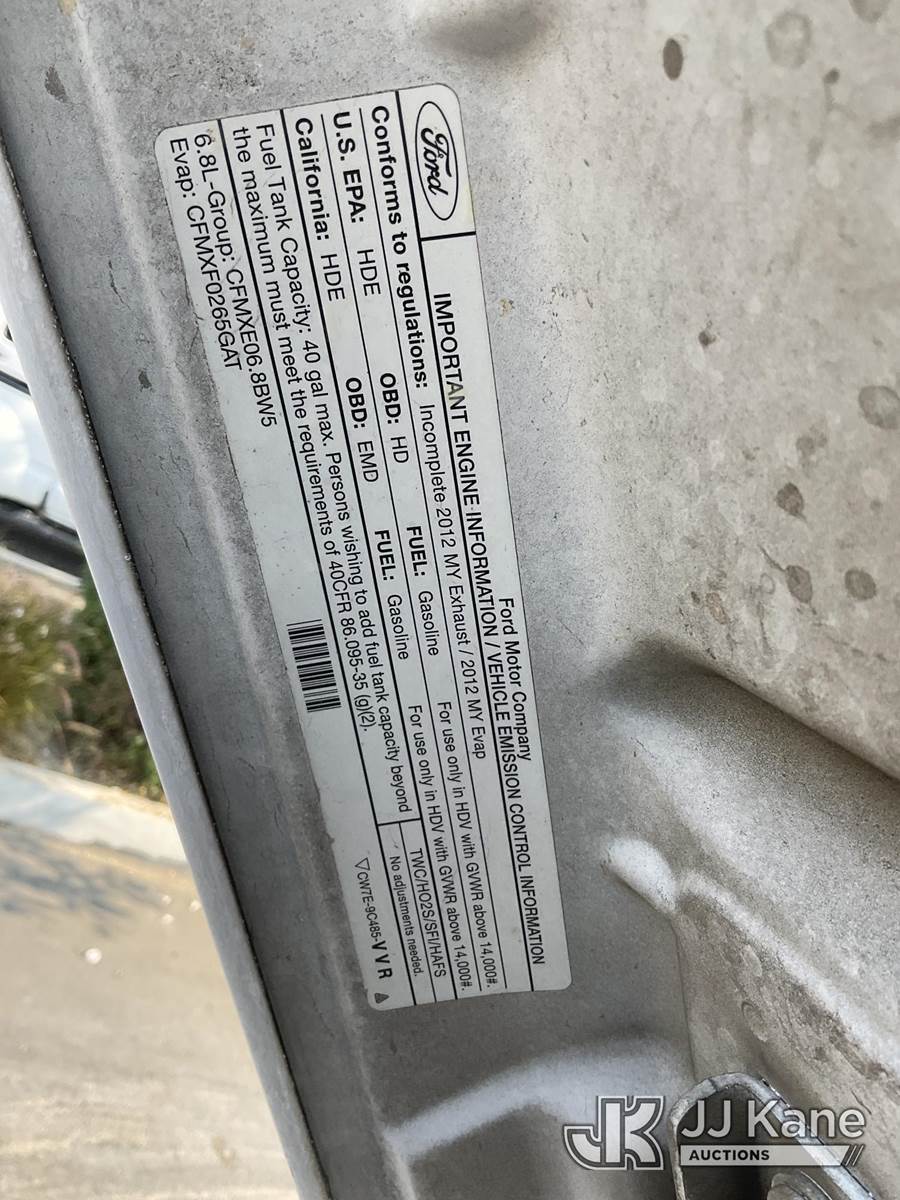 Ford
Ford Motor Company
IMPORTANT ENGINE INFORMATION / VEHICLE EMISSION CONTROL INFORMATION
Conforms to regulations: Incomplete 2012 MY Exhaust / 2012 MY Evap
U.S. EPA: HDE OBD: HD FUEL: Gasoline For use only in HDV with GVWR above 14,000#.
California: HDE OBD: EMD FUEL: Gasoline For use only in HDV with GVWR above 14,000#.
Fuel Tank Capacity: 40 gal max. Persons wishing to add fuel tank capacity beyond
the maximum must meet the requirements of 40CFR 86.095-35 (g)(2).
TWC/HO2S/SFI/HAFS
No adjustments needed.
6.8L-Group: CFMXE06.8BW5
Evap: CFMXF0265GAT
CW7E-9C485-VVR
JK JJ Kane
AUCTIONS